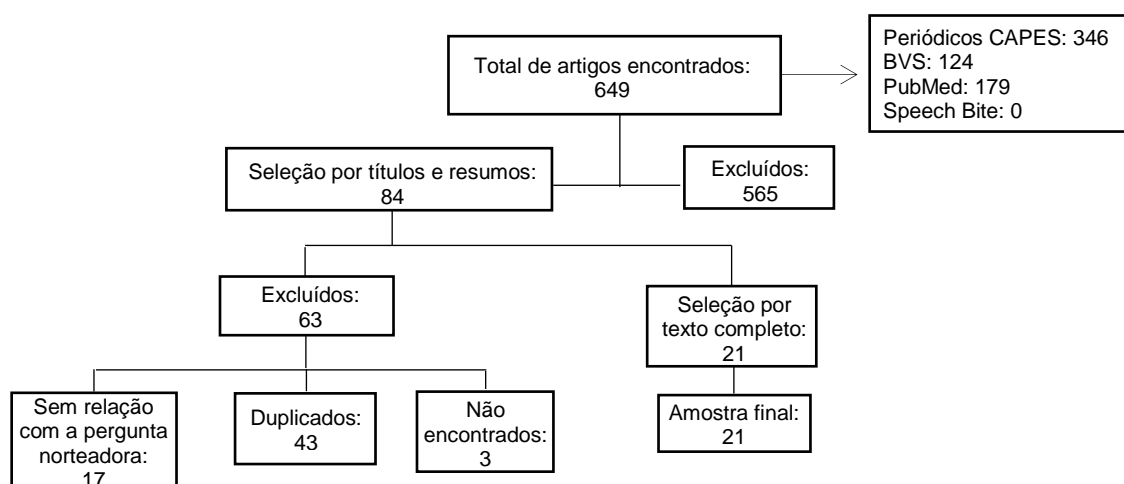 Total de artigos encontrados:
649
Periódicos CAPES: 346
BVS: 124
PubMed: 179
Speech Bite: 0
Seleção por títulos e resumos:
84
Excluídos:
565
Excluídos:
63
Seleção por
texto completo:
21
Sem relação
com a pergunta
norteadora:
17
Duplicados:
43
Não
encontrados:
3
Amostra final:
21